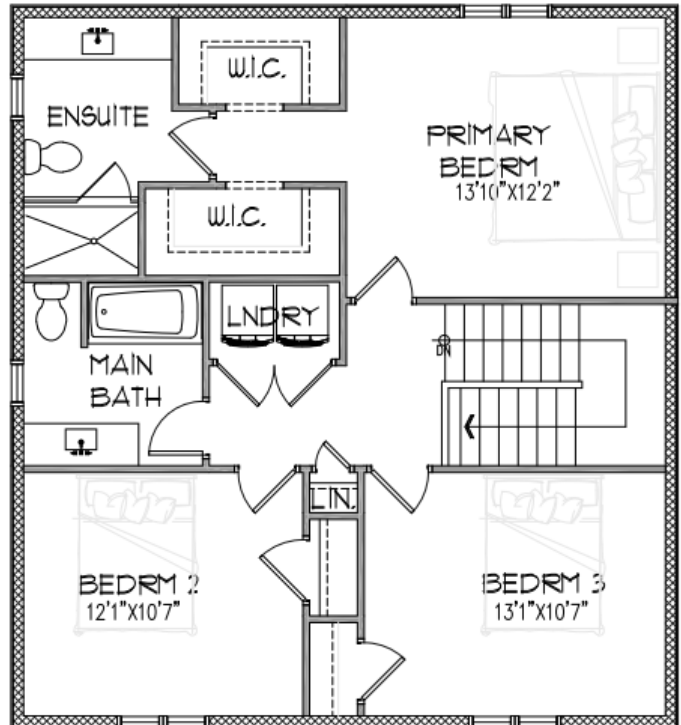 W.I.C.
ENSUITE
PRIMARY
BEDRM
13'10"X12'2"
W.I.C.
LNDRY
DN
MAIN
BATH
LIN.
BEDRM 2
12'1"X10'7"
BEDRM 3
13'1"X10'7"